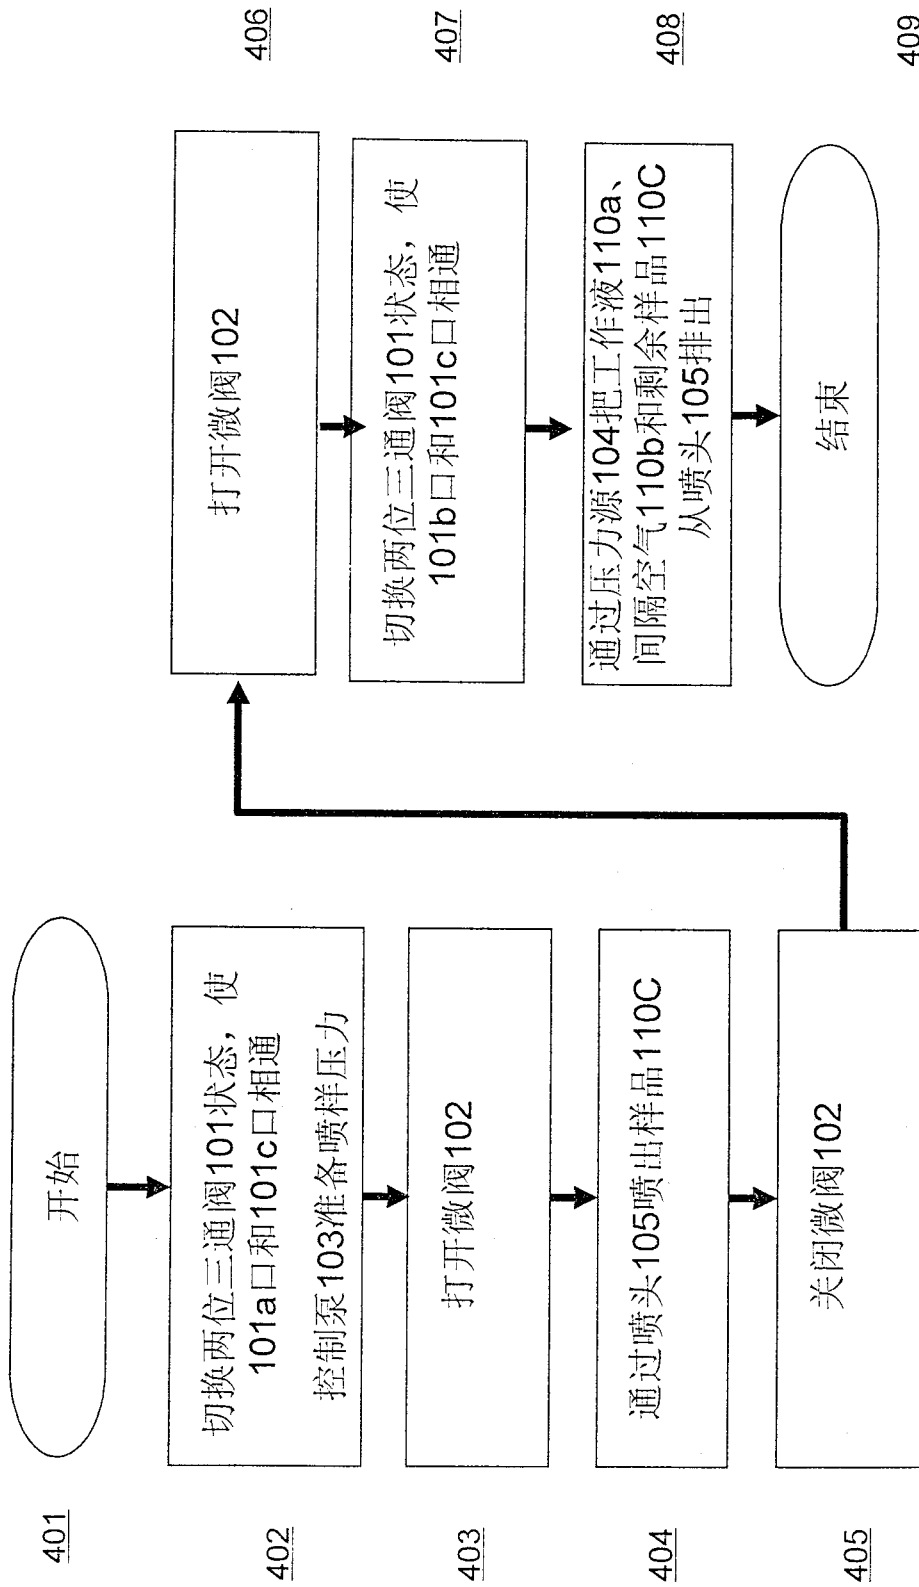 401
开始
402
切换两位三通阀101状态，使
101a口和101c口相通
控制泵103准备喷样压力
403
打开微阀102
404
通过喷头105喷出样品110C
405
关闭微阀102
406
打开微阀102
407
切换两位三通阀101状态，使
101b口和101c口相通
408
通过压力源104把工作液110a、
间隔空气110b和剩余样品110C
从喷头105排出
409
结束